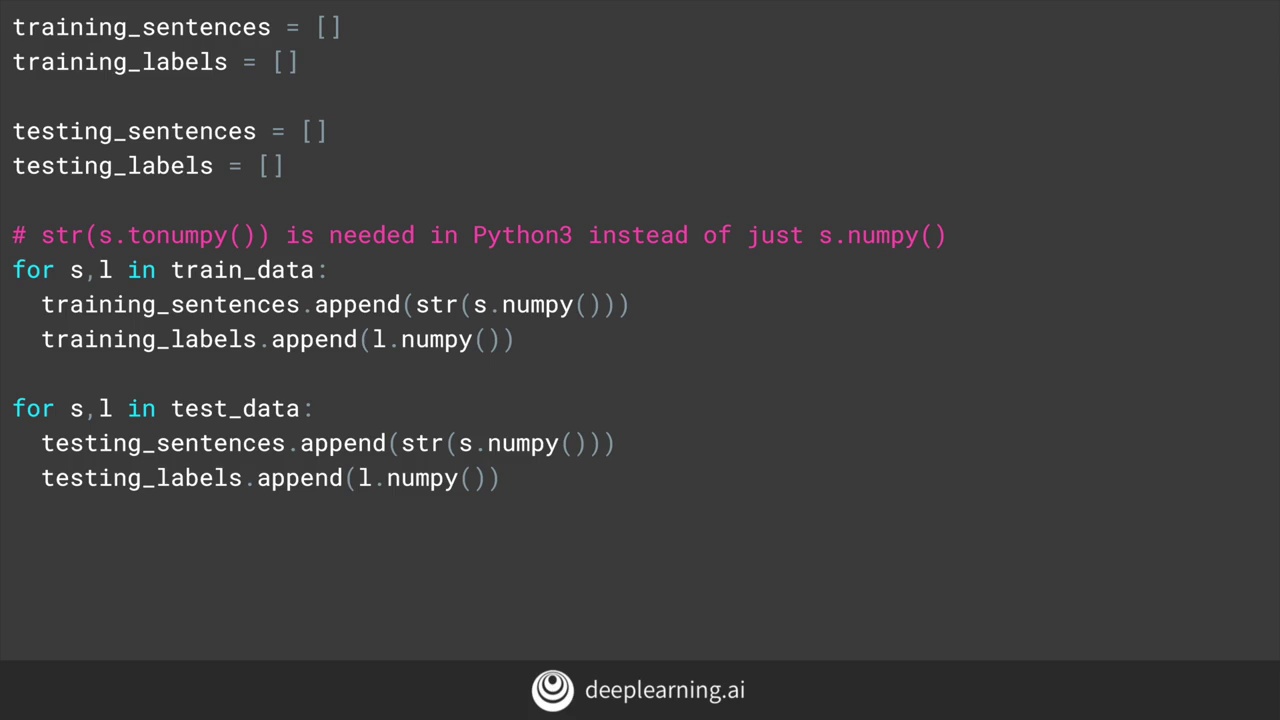 training_sentences = []
training_labels = []
testing_sentences = []
testing_labels = []
# str(s.tonumpy()) is needed in Python3 instead of just s.numpy()
for s,l in train_data:
  training_sentences.append(str(s.numpy()))
  training_labels.append(l.numpy())
for s,l in test_data:
  testing_sentences.append(str(s.numpy()))
  testing_labels.append(l.numpy())
deeplearning.ai